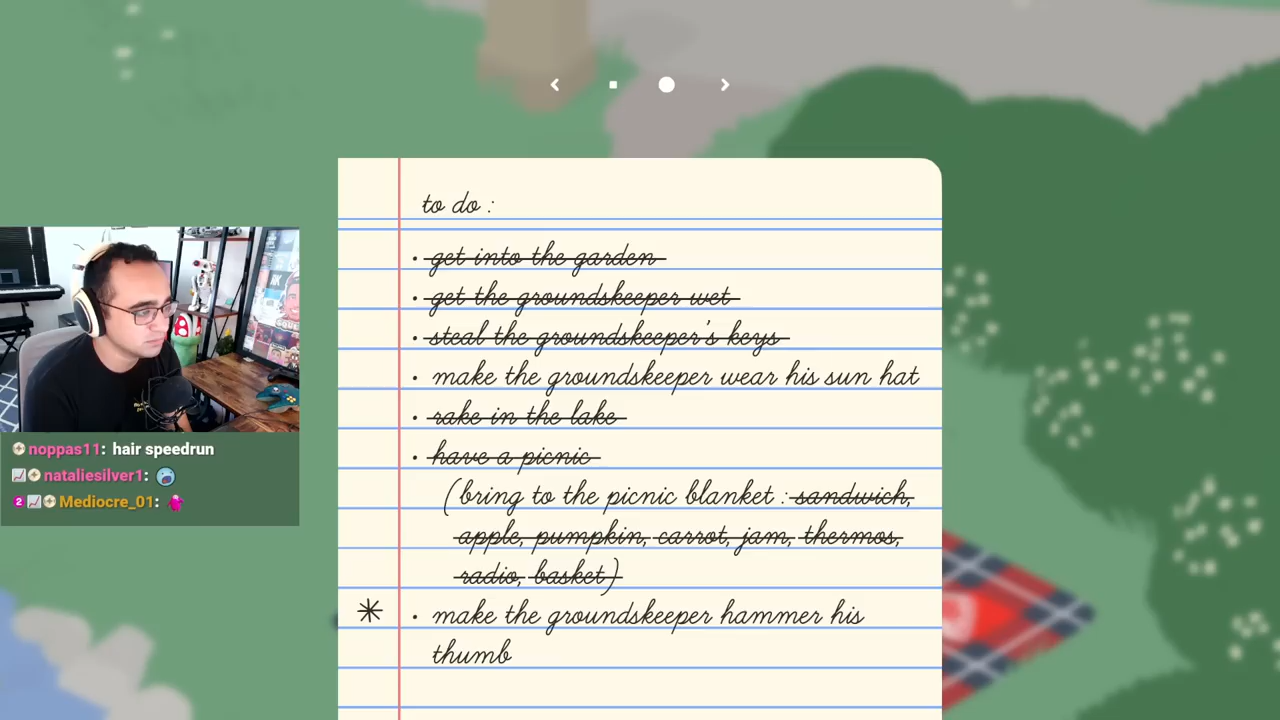 to do :
• get into the garden
• get the groundskeeper wet
• steal the groundskeeper's keys
• make the groundskeeper wear his sun hat
• rake in the lake
• have a picnic
(bring to the picnic blanket : sandwich,
apple, pumpkin, carrot, jam, thermos,
radio, basket)
• make the groundskeeper hammer his
thumb
noppas11: hair speedrun
nataliesilver1:
2 Mediocre_01: